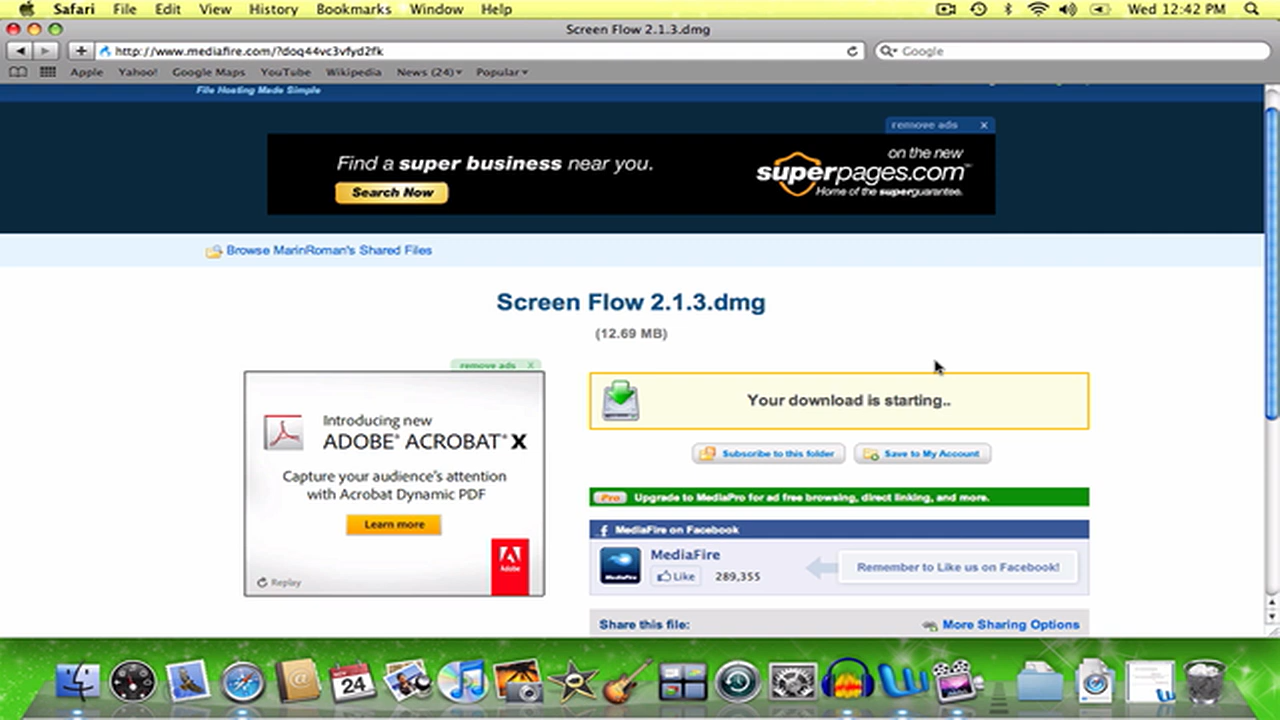 Safari File Edit View History Bookmarks Window Help Wed 12:42 PM
Screen Flow 2.1.3.dmg
http://www.mediafire.com/?doq44vc3vfyd2fk Google
Apple Yahoo! Google Maps YouTube Wikipedia News (24) Popular
File Hosting Made Simple
remove ads x
Find a super business near you.
Search Now
on the new
superpages.com
Home of the superguarantee.
Browse MarinRoman's Shared Files
Screen Flow 2.1.3.dmg
(12.69 MB)
remove ads x
Introducing new
ADOBE® ACROBAT® X
Capture your audience's attention
with Acrobat Dynamic PDF
Learn more
Adobe
Replay
Your download is starting..
Subscribe to this folder Save to My Account
Pro Upgrade to MediaPro for ad free browsing, direct linking, and more.
f MediaFire on Facebook
MediaFire
MediaFire
Like 289,355
Remember to Like us on Facebook!
Share this file: More Sharing Options
NOV 24